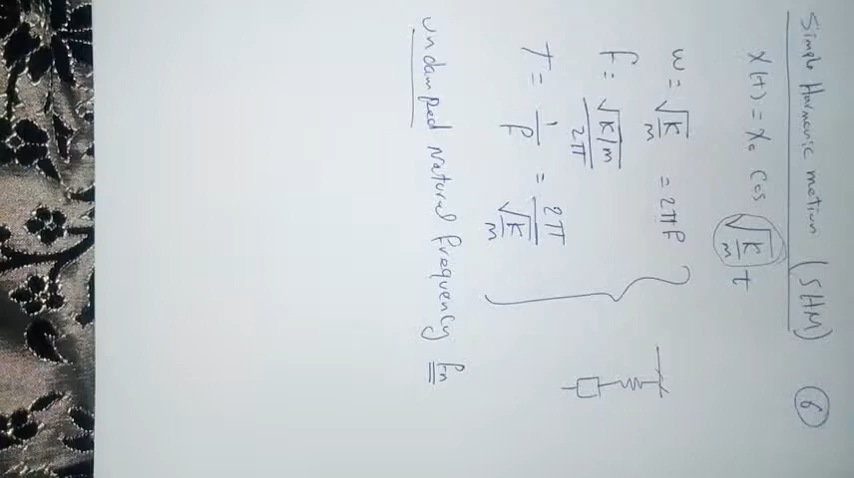 Simple Harmonic motion (SHM) 6
X(t) = X₀ Cos √(K/m) t
w = √(K/m) = 2πf
f = √(K/m) / 2π
T = 1/f = 2π / √(K/m)
undamped Natural frequency fn